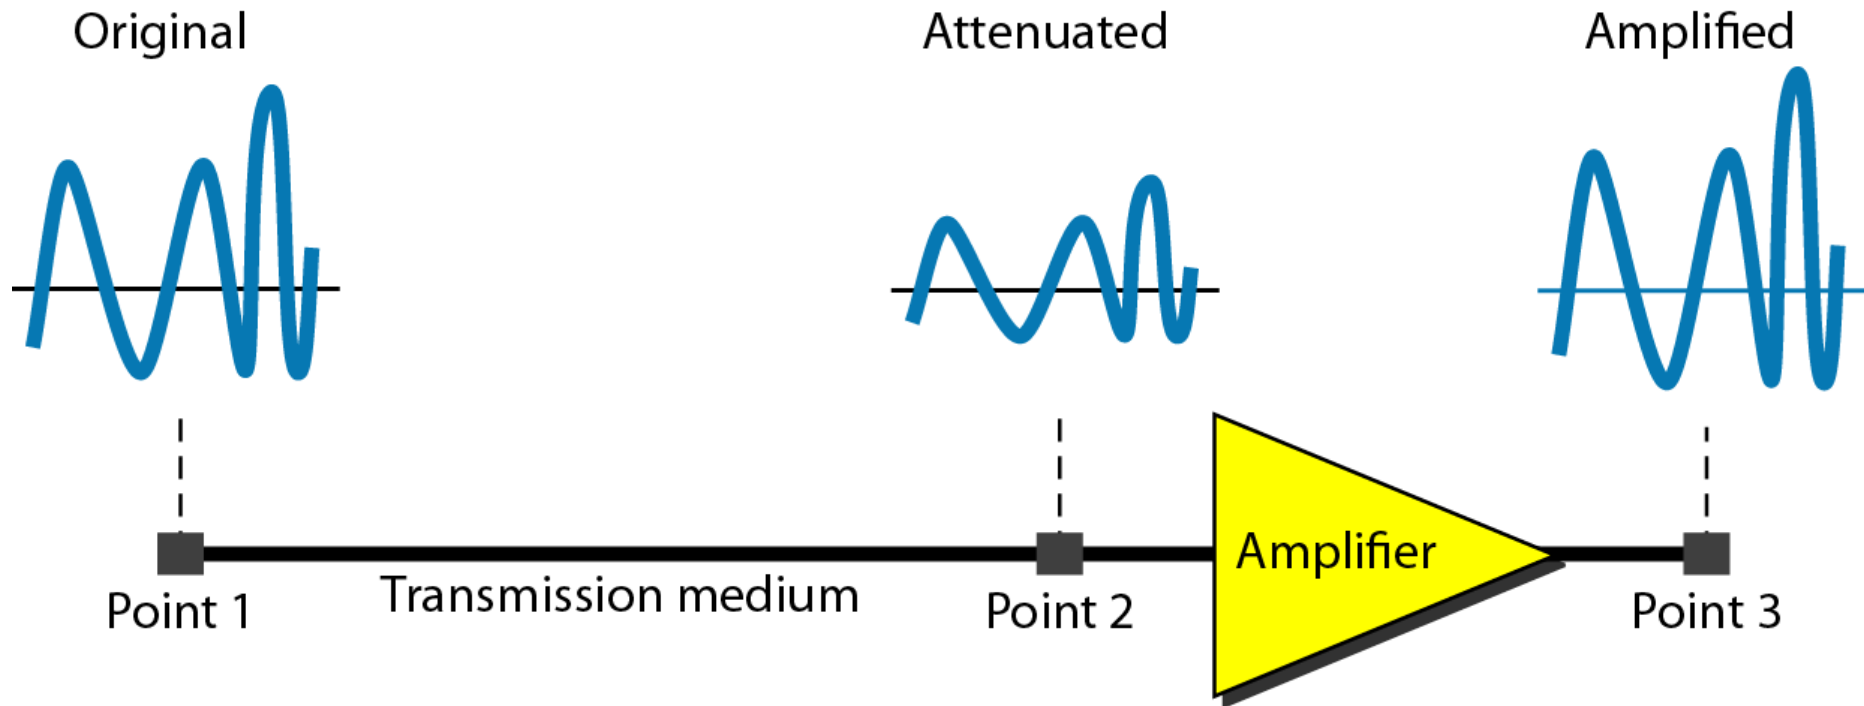 Original
Attenuated
Amplified
Amplifier
Transmission medium
Point 1
Point 2
Point 3